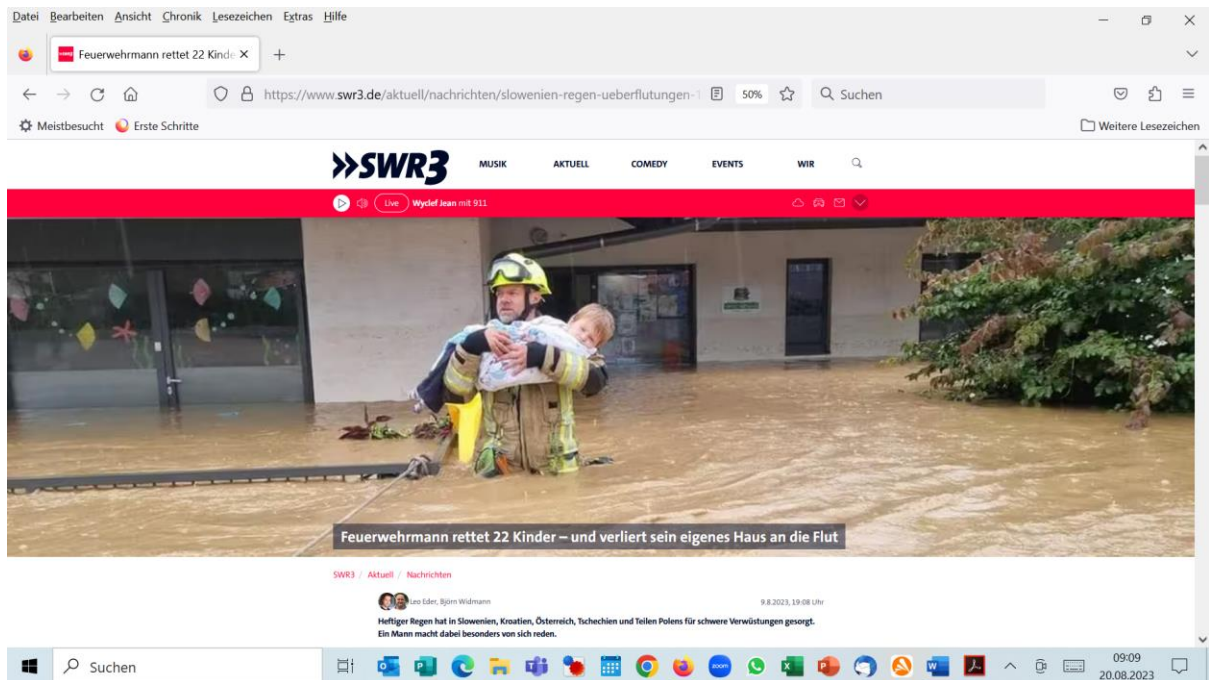 Datei Bearbeiten Ansicht Chronik Lesezeichen Extras Hilfe
Feuerwehrmann rettet 22 Kinde
https://www.swr3.de/aktuell/nachrichten/slowenien-regen-ueberflutungen-1
50%
Suchen
Meistbesucht Erste Schritte
Weitere Lesezeichen
SWR3 MUSIK AKTUELL COMEDY EVENTS WIR
Live Wyclef Jean mit 911
Feuerwehrmann rettet 22 Kinder – und verliert sein eigenes Haus an die Flut
SWR3 / Aktuell / Nachrichten
Leo Eder, Björn Widmann 9.8.2023, 19:08 Uhr
Heftiger Regen hat in Slowenien, Kroatien, Österreich, Tschechien und Teilen Polens für schwere Verwüstungen gesorgt.
Ein Mann macht dabei besonders von sich reden.
Suchen
zoom
09:09
20.08.2023